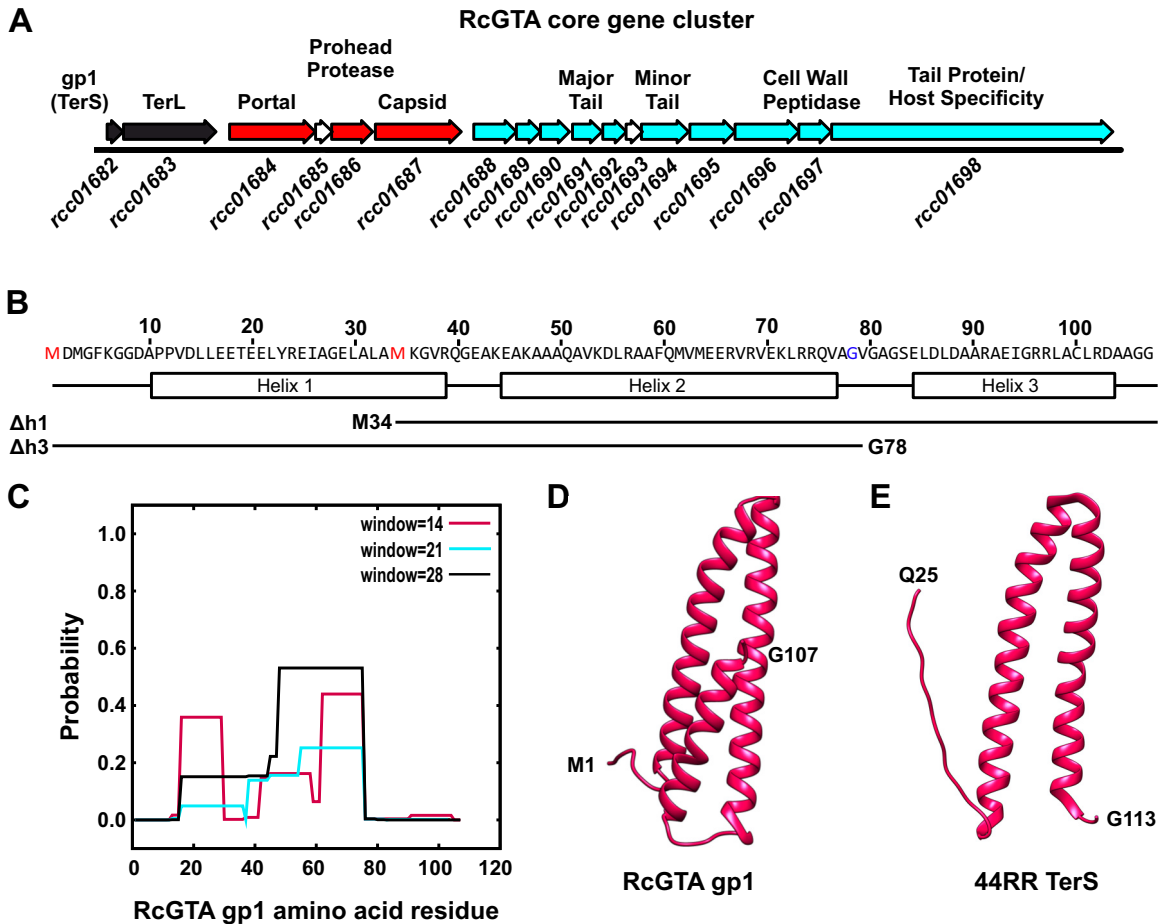 A
RcGTA core gene cluster
gp1
(TerS)
TerL
Portal
Prohead
Protease
Capsid
Major
Tail
Minor
Tail
Cell Wall
Peptidase
Tail Protein/
Host Specificity
rcc01682
rcc01683
rcc01684
rcc01685
rcc01686
rcc01687
rcc01688
rcc01689
rcc01690
rcc01691
rcc01692
rcc01693
rcc01694
rcc01695
rcc01696
rcc01697
rcc01698
B
10 20 30 40 50 60 70 80 90 100
MDMGFKGGDAPPVDLLEETEELYREIAGELALAMKGVRQGEAKEAKAAAQAVKDLRAAFQMVMEERVRVEKLRRQVAGVGAGSELDLDAARAEIGRRLACLRDAAGG
Helix 1 Helix 2 Helix 3
Δh1 M34
Δh3 G78
C
window=14
window=21
window=28
Probability
1.0
0.8
0.6
0.4
0.2
0.0
0 20 40 60 80 100 120
RcGTA gp1 amino acid residue
D
G107
M1
RcGTA gp1
E
Q25
G113
44RR TerS